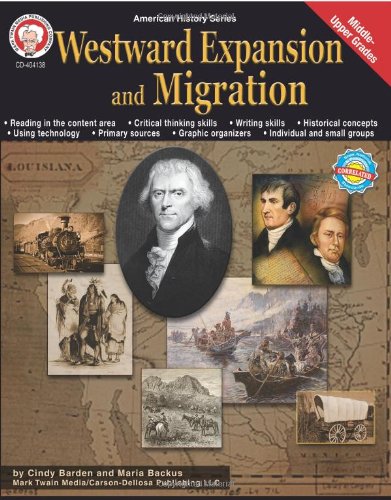 American History Series
Westward Expansion
and Migration
Middle-
Upper Grades
CD-404138
• Reading in the content area • Critical thinking skills • Writing skills • Historical concepts
• Using technology • Primary sources • Graphic organizers • Individual and small groups
CORRELATED
LOUISIAN
by Cindy Barden and Maria Backus
Mark Twain Media/Carson-Dellosa Publishing LLC